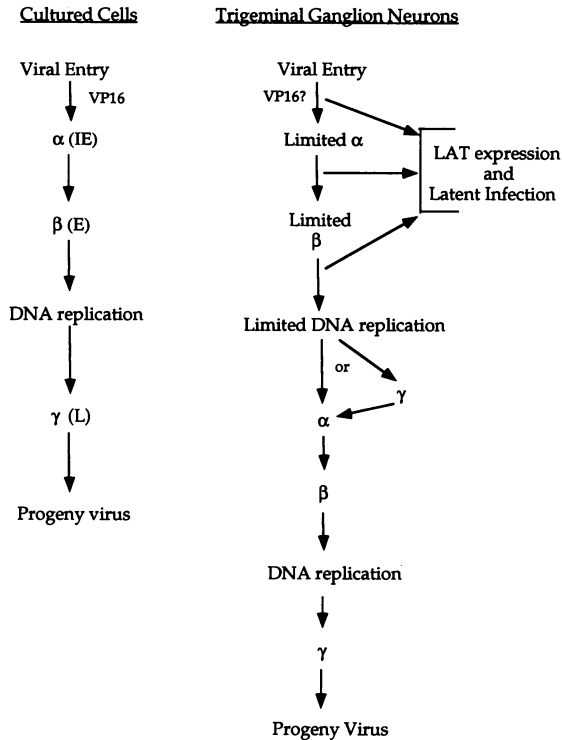 Cultured Cells
Viral Entry
VP16
α (IE)
β (E)
DNA replication
γ (L)
Progeny virus
Trigeminal Ganglion Neurons
Viral Entry
VP16?
Limited α
LAT expression
and
Latent Infection
Limited
β
Limited DNA replication
or
γ
α
β
DNA replication
γ
Progeny Virus